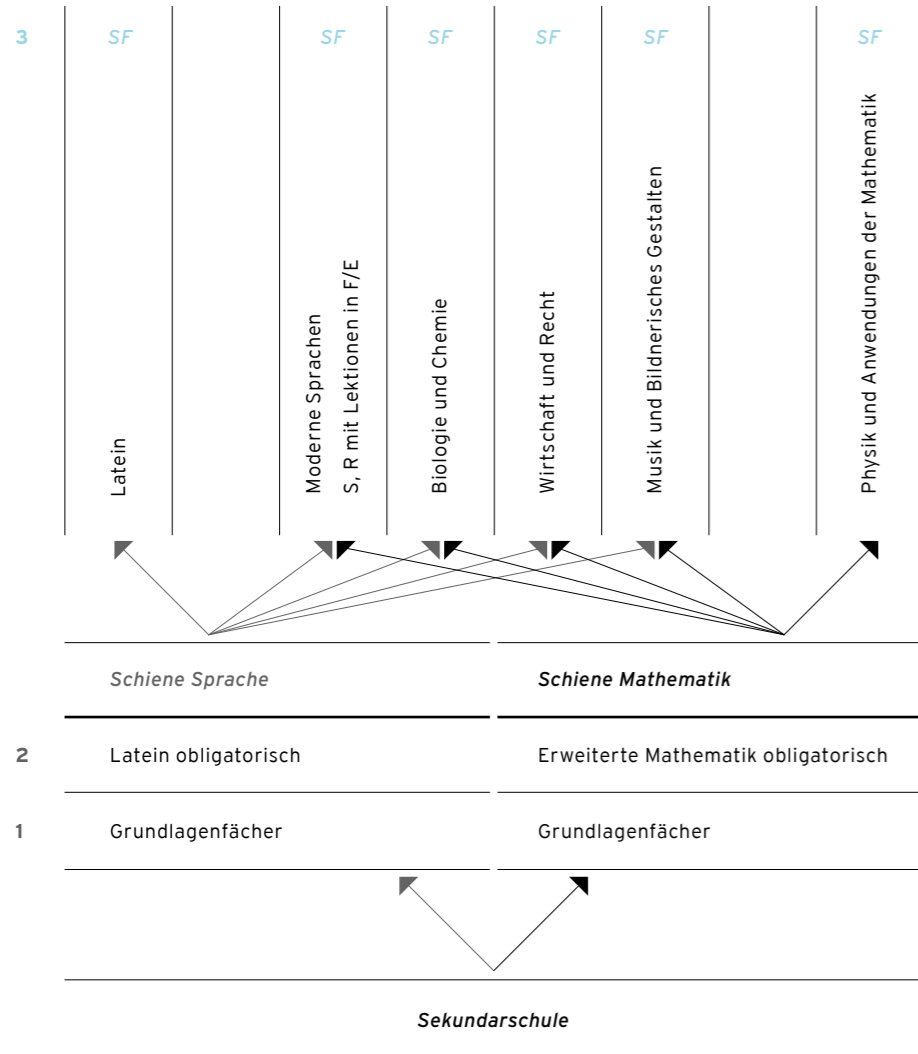 3
SF
SF
SF
SF
SF
SF
Latein
Moderne Sprachen
S, R mit Lektionen in F/E
Biologie und Chemie
Wirtschaft und Recht
Musik und Bildnerisches Gestalten
Physik und Anwendungen der Mathematik
Schiene Sprache
Schiene Mathematik
2
Latein obligatorisch
Erweiterte Mathematik obligatorisch
1
Grundlagenfächer
Grundlagenfächer
Sekundarschule